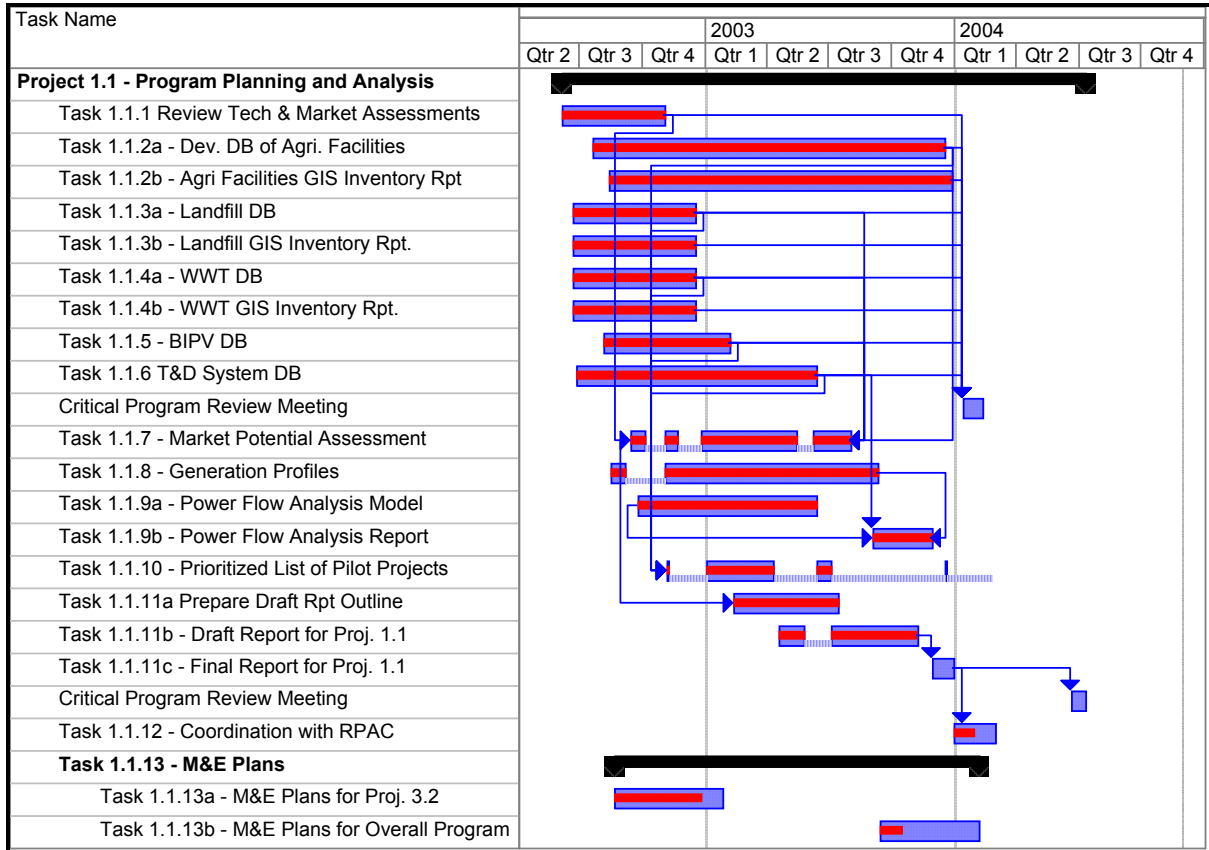 Task Name
2003 2004
Qtr 2 Qtr 3 Qtr 4 Qtr 1 Qtr 2 Qtr 3 Qtr 4 Qtr 1 Qtr 2 Qtr 3 Qtr 4
Project 1.1 - Program Planning and Analysis
Task 1.1.1 Review Tech & Market Assessments
Task 1.1.2a - Dev. DB of Agri. Facilities
Task 1.1.2b - Agri Facilities GIS Inventory Rpt
Task 1.1.3a - Landfill DB
Task 1.1.3b - Landfill GIS Inventory Rpt.
Task 1.1.4a - WWT DB
Task 1.1.4b - WWT GIS Inventory Rpt.
Task 1.1.5 - BIPV DB
Task 1.1.6 T&D System DB
Critical Program Review Meeting
Task 1.1.7 - Market Potential Assessment
Task 1.1.8 - Generation Profiles
Task 1.1.9a - Power Flow Analysis Model
Task 1.1.9b - Power Flow Analysis Report
Task 1.1.10 - Prioritized List of Pilot Projects
Task 1.1.11a Prepare Draft Rpt Outline
Task 1.1.11b - Draft Report for Proj. 1.1
Task 1.1.11c - Final Report for Proj. 1.1
Critical Program Review Meeting
Task 1.1.12 - Coordination with RPAC
Task 1.1.13 - M&E Plans
Task 1.1.13a - M&E Plans for Proj. 3.2
Task 1.1.13b - M&E Plans for Overall Program